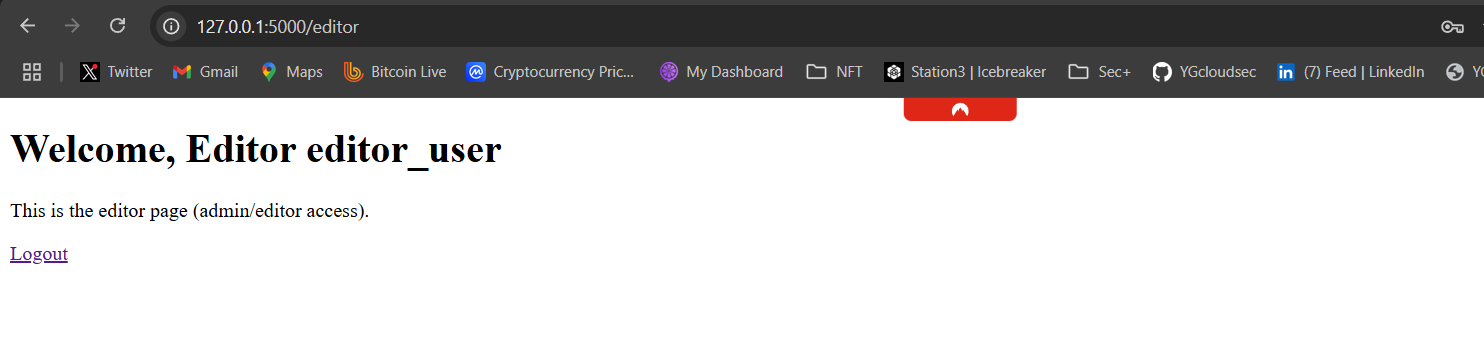 127.0.0.1:5000/editor
Twitter Gmail Maps Bitcoin Live Cryptocurrency Pric... My Dashboard NFT Station3 | Icebreaker Sec+ YGcloudsec (7) Feed | LinkedIn
Welcome, Editor editor_user
This is the editor page (admin/editor access).
Logout